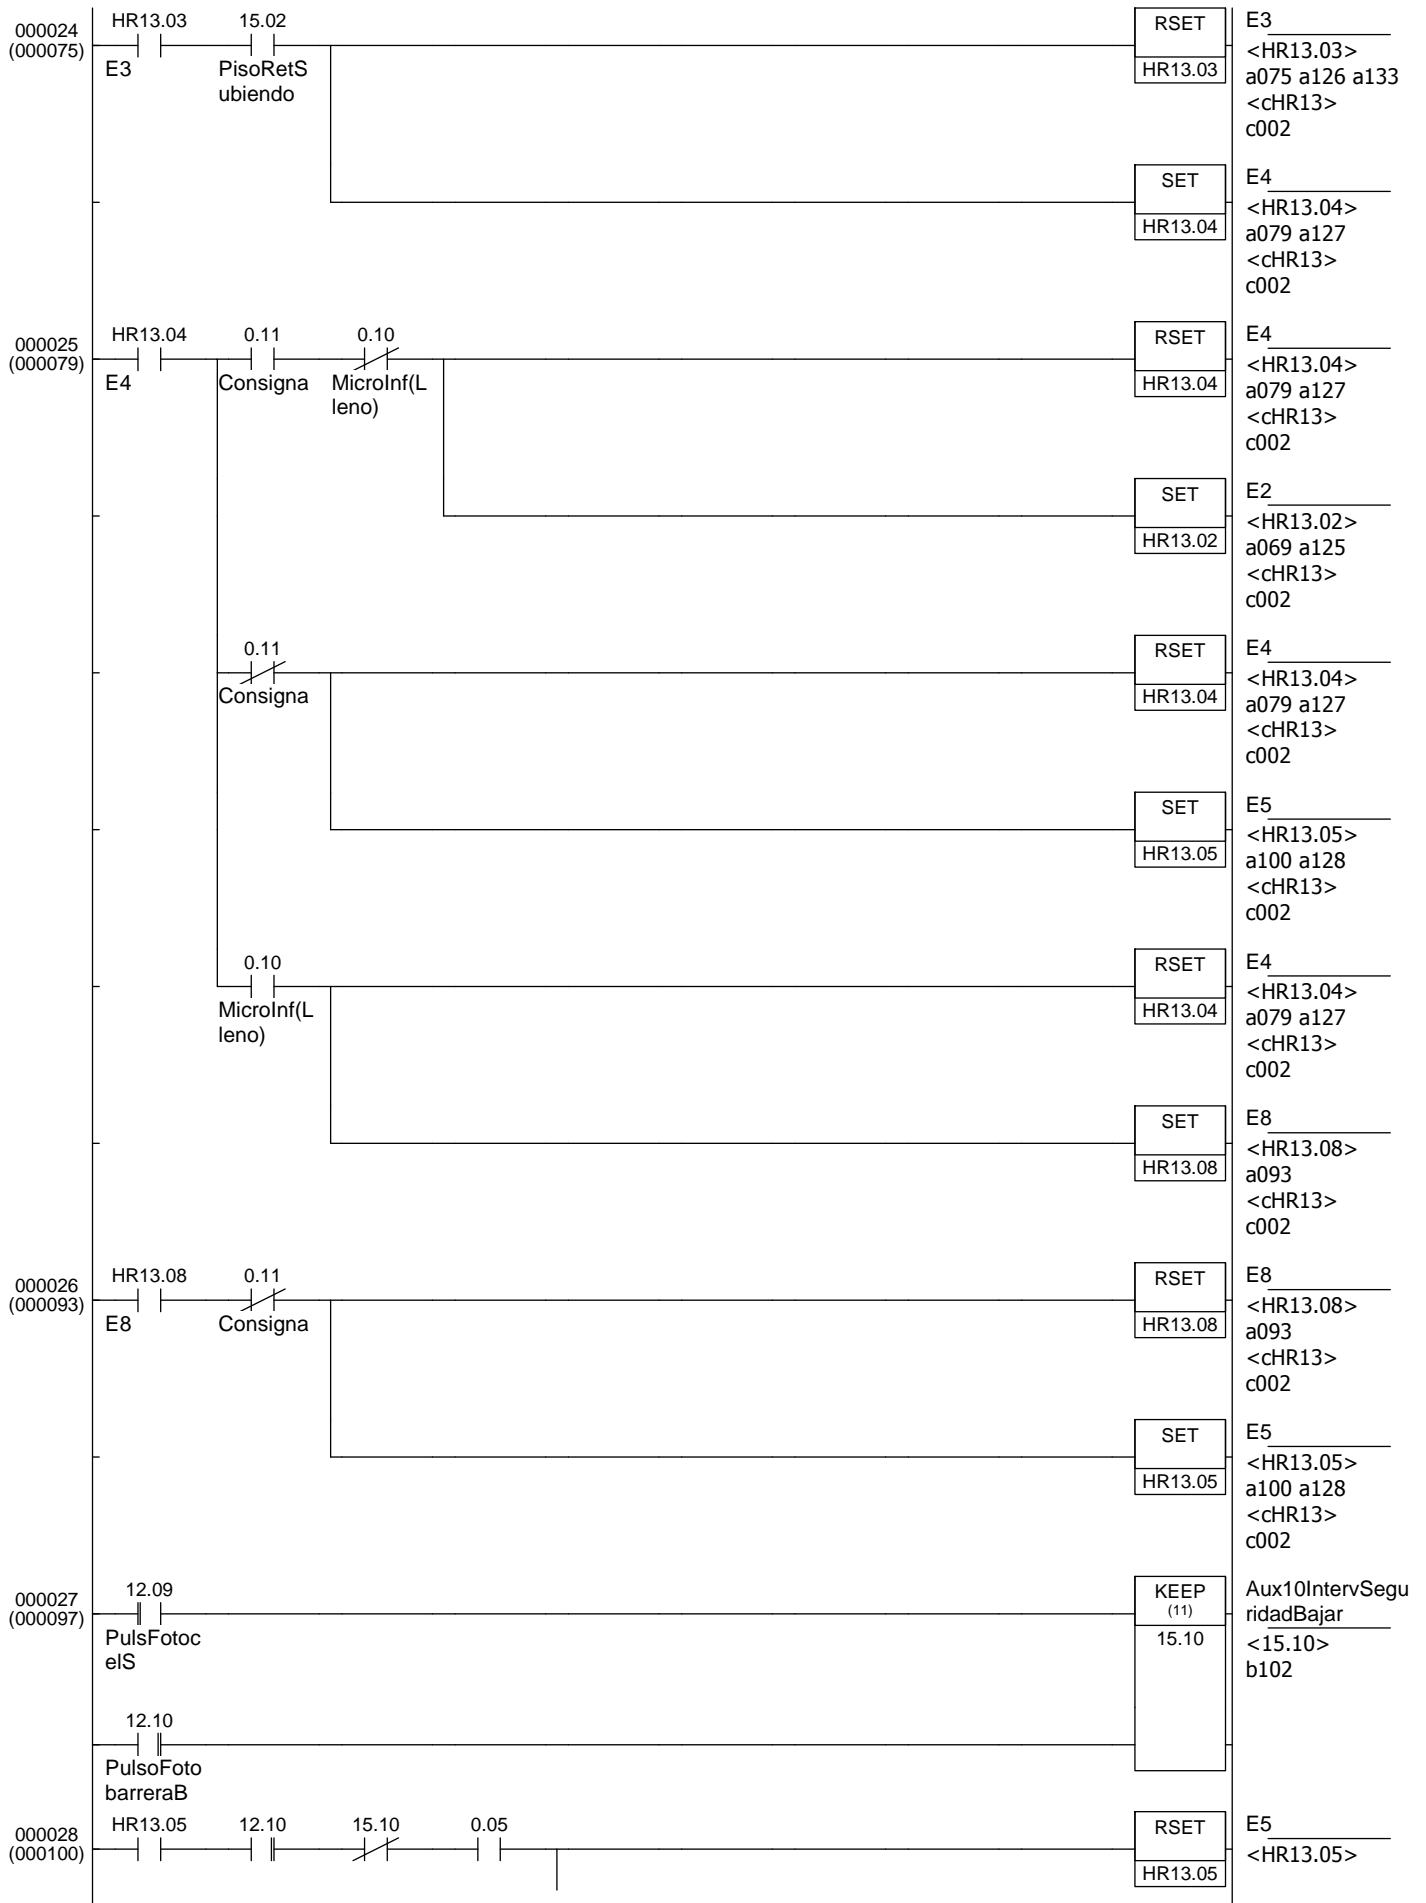 HR13.03 15.02 RSET E3
000024
(000075)
E3 PisoRetS HR13.03 <HR13.03>
ubiendo a075 a126 a133
<cHR13>
c002
SET E4
HR13.04 <HR13.04>
a079 a127
<cHR13>
c002
HR13.04 0.11 0.10 RSET E4
000025
(000079)
E4 Consigna MicroInf(L HR13.04 <HR13.04>
leno) a079 a127
<cHR13>
c002
SET E2
HR13.02 <HR13.02>
a069 a125
<cHR13>
c002
0.11 RSET E4
Consigna HR13.04 <HR13.04>
a079 a127
<cHR13>
c002
SET E5
HR13.05 <HR13.05>
a100 a128
<cHR13>
c002
0.10 RSET E4
MicroInf(L HR13.04 <HR13.04>
leno) a079 a127
<cHR13>
c002
SET E8
HR13.08 <HR13.08>
a093
<cHR13>
c002
HR13.08 0.11 RSET E8
000026
(000093)
E8 Consigna HR13.08 <HR13.08>
a093
<cHR13>
c002
SET E5
HR13.05 <HR13.05>
a100 a128
<cHR13>
c002
12.09 KEEP Aux10IntervSegu
000027
(000097) (11) ridadBajar
PulsFotoc 15.10 <15.10>
elS b102
12.10
PulsoFoto
barreraB
HR13.05 12.10 15.10 0.05 RSET E5
000028
(000100) <HR13.05>
HR13.05